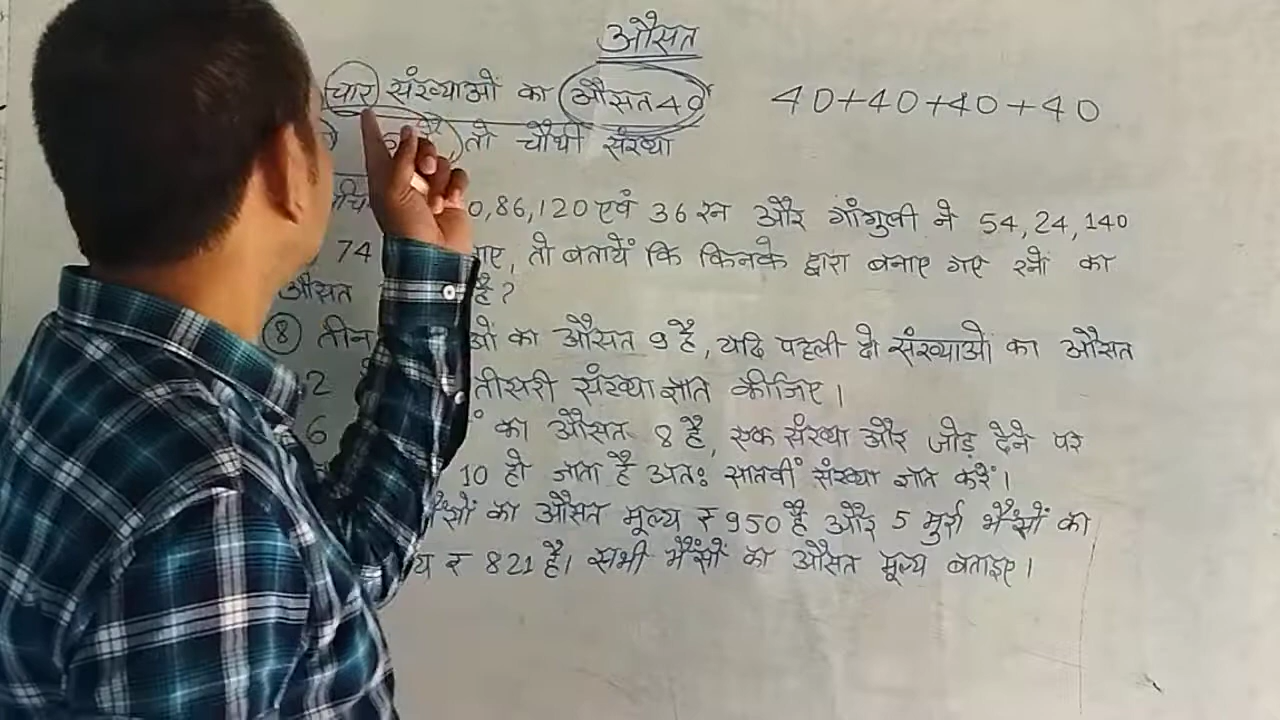 औसत
चार संख्याओं का औसत 40
40+40+40+40
तो चौथी संख्या
0,86,120 एवं 36 रन और गांगुली ने 54,24,140
74 तो बतायें कि किनके द्वारा बनाए गए रनों का
औसत है?
8 तीन का औसत 9 है, यदि पहली दो संख्याओं का औसत
2 तीसरी संख्या ज्ञात कीजिए।
6 का औसत 8 है, एक संख्या और जोड़ देने पर
10 हो जाता है अतः सातवीं संख्या ज्ञात करें।
का औसत मूल्य ₹950 है और 5 मुर्रा भैंसों का
₹ 821 है। सभी भैंसों का औसत मूल्य बताइए।